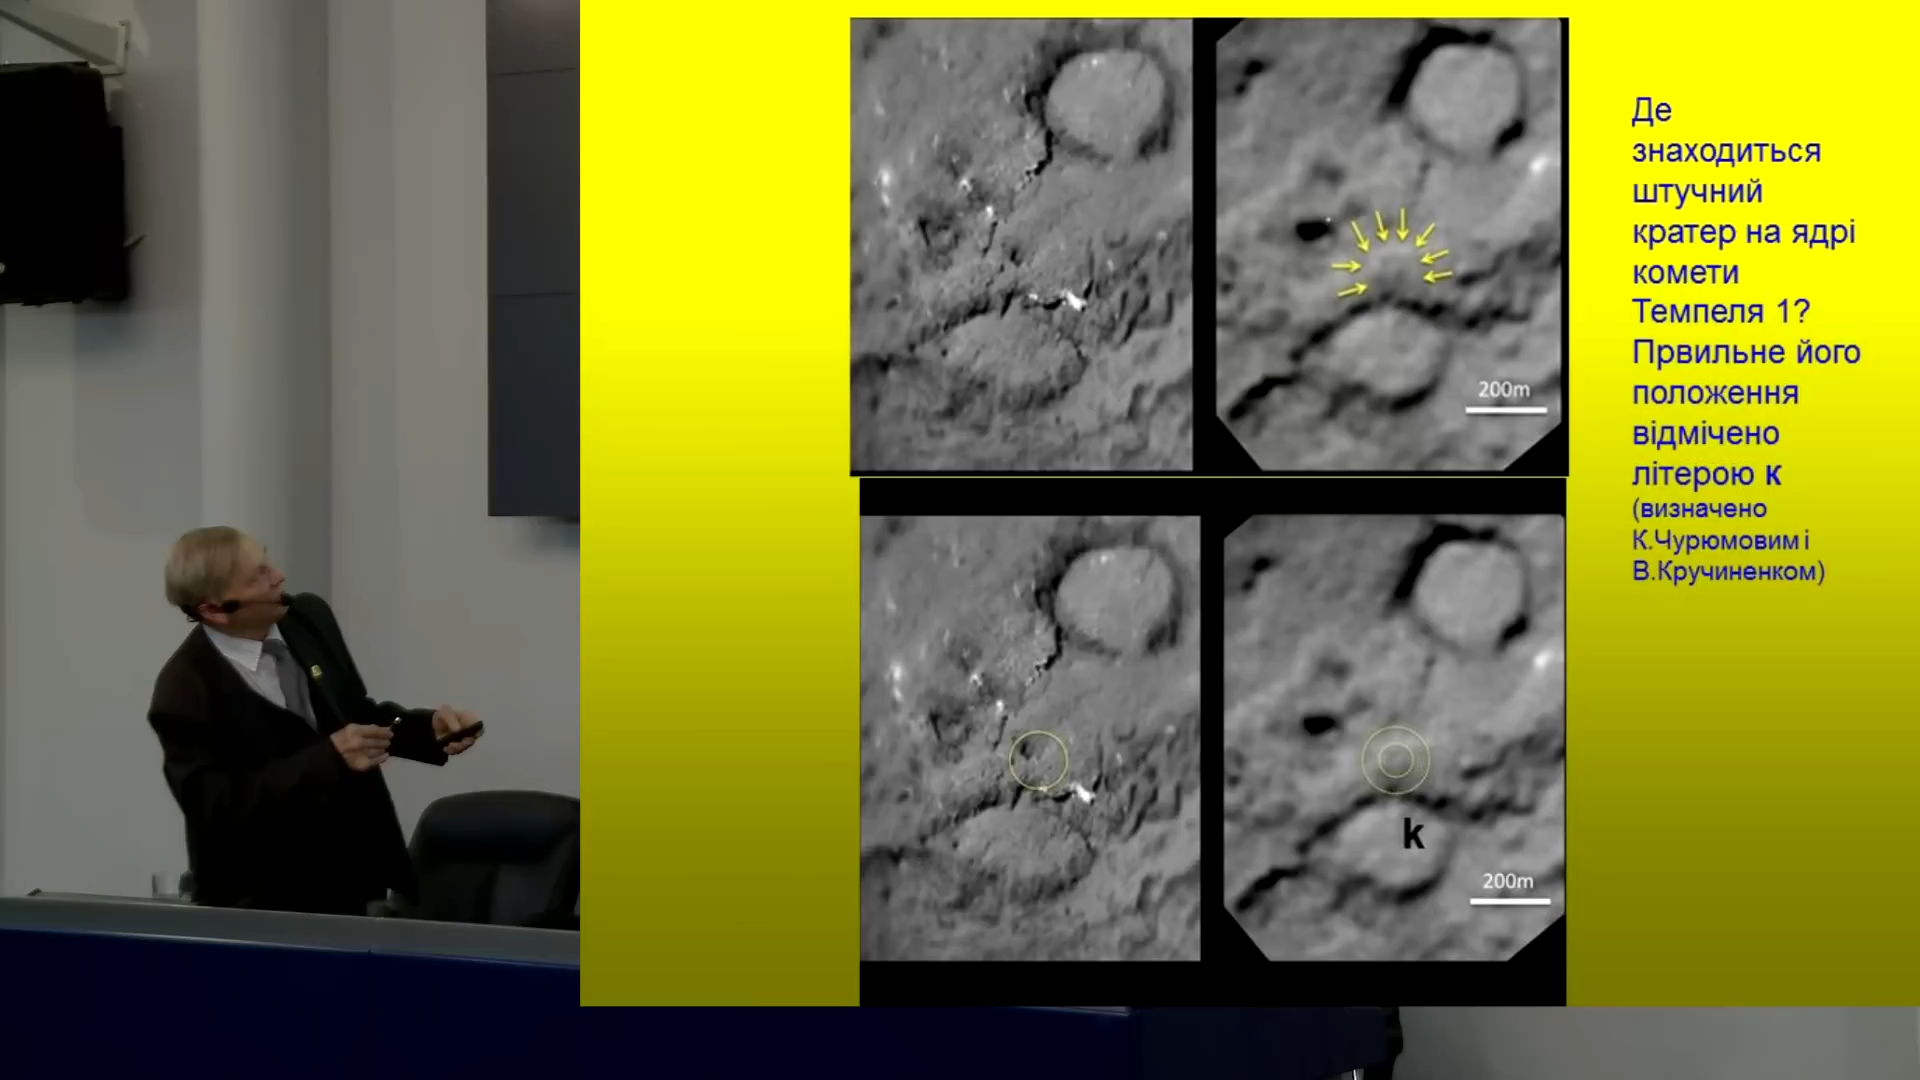 200m
k
200m
Де
знаходиться
штучний
кратер на ядрі
комети
Темпеля 1?
Првильне його
положення
відмічено
літерою к
(визначено
К.Чурюмовим і
В.Кручиненком)